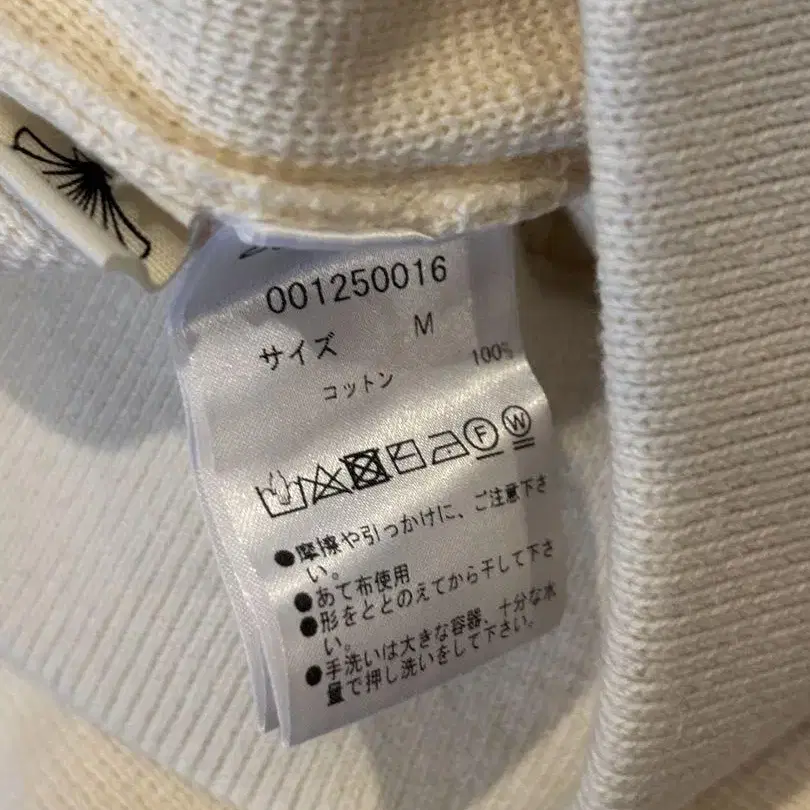 001250016
サイズ M
コットン 100%
F W
●摩擦や引っかけに、ご注意下さ
い。
●あて布使用
●形をととのえてから干して下さ
い。
●手洗いは大きな容器、十分な水
量で押し洗いをして下さい。